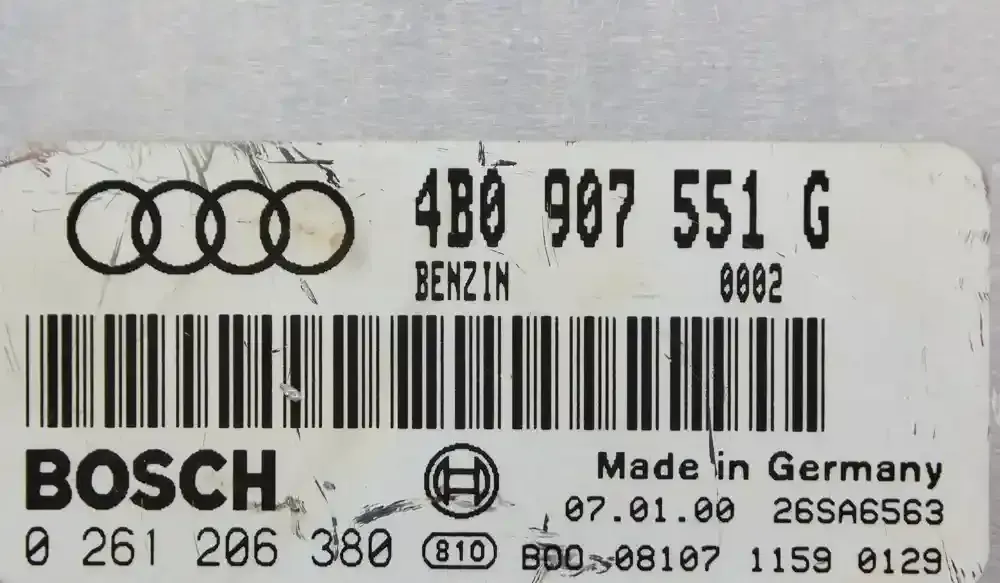 4B0 907 551 G
BENZIN 0002
BOSCH
Made in Germany
07.01.00 26SA6563
0 261 206 380 810 BOO 08107 1159 0129